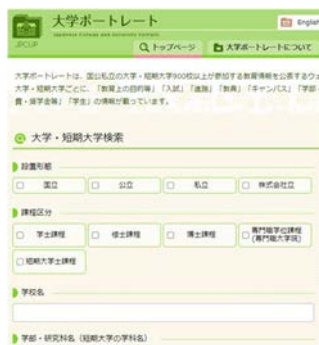 大学ポートレート
Japanese College and University Portraits
JPCUP
English
トップページ
大学ポートレートについて
大学ポートレートは、国公私立の大学・短期大学900校以上が参加する教育情報を公表するウェ
大学・短期大学ごとに、「教育上の目的等」「入試」「進路」「教員」「キャンパス」「学部・
費・奨学金等」「学生」の情報が載っています。
大学・短期大学検索
設置形態
国立
公立
私立
株式会社立
課程区分
学士課程
修士課程
博士課程
専門職学位課程
(専門職大学院)
短期大学士課程
学校名
学部・研究科名（短期大学の学科名）